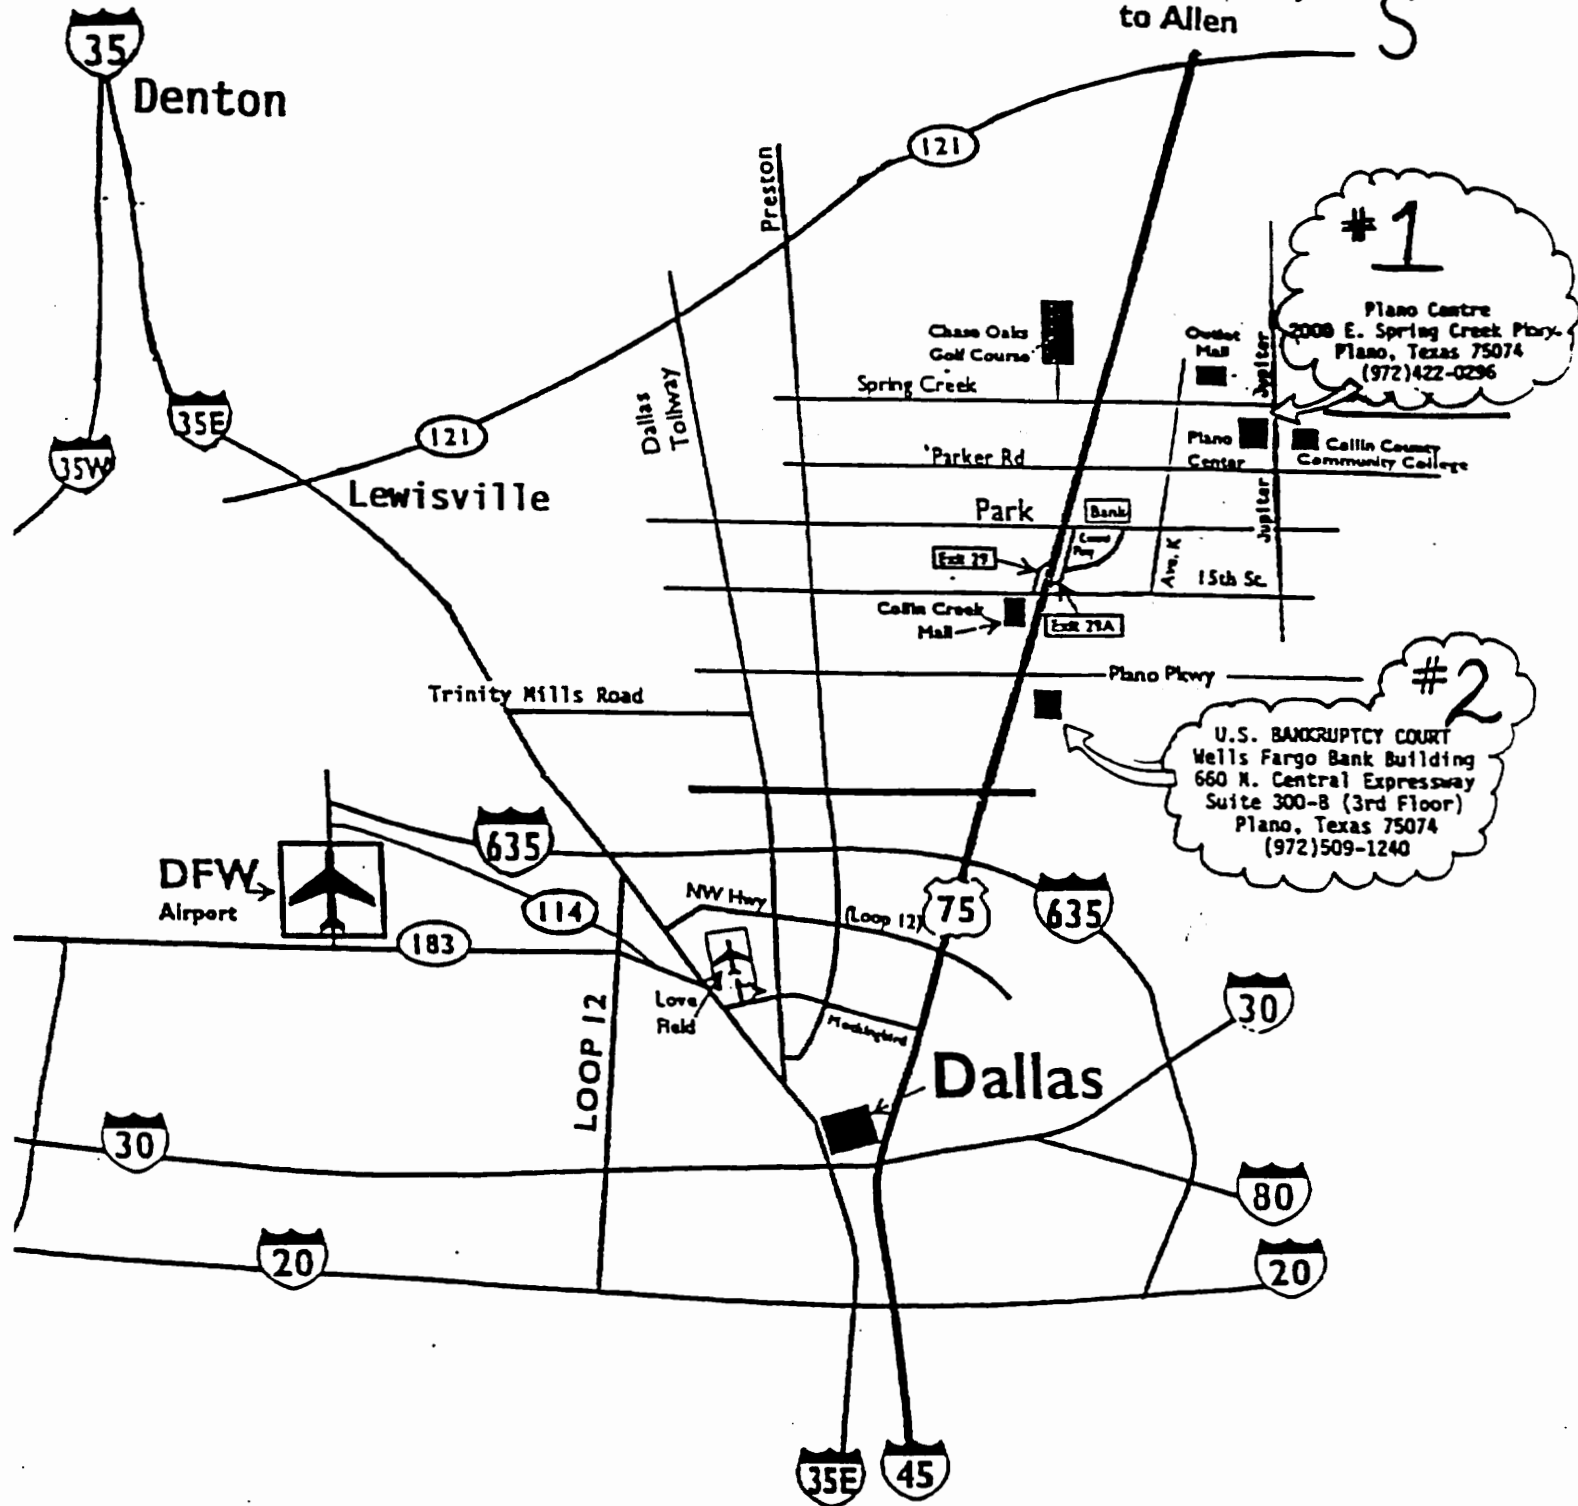 to Allen
S
35
Denton
121
Preston
#1
Plano Centre
2000 E. Spring Creek Pkwy.
Plano, Texas 75074
(972)422-0296
Chase Oaks
Golf Course
Outlet
Mall
Jupiter
Spring Creek
Dallas
Tollway
35E
121
35W
Plano
Center
Collin County
Community College
Parker Rd
Lewisville
Park
Bank
Jupiter
Exit 29
Ave. K
15th St.
Collin Creek
Mall
Exit 29A
Plano Pkwy
#2
Trinity Mills Road
U.S. BANKRUPTCY COURT
Wells Fargo Bank Building
660 N. Central Expressway
Suite 300-B (3rd Floor)
Plano, Texas 75074
(972)509-1240
635
DFW
Airport
114
NW Hwy
(Loop 12)
75
635
183
Love
Field
LOOP 12
Mockingbird
30
Dallas
30
80
20
20
35E
45